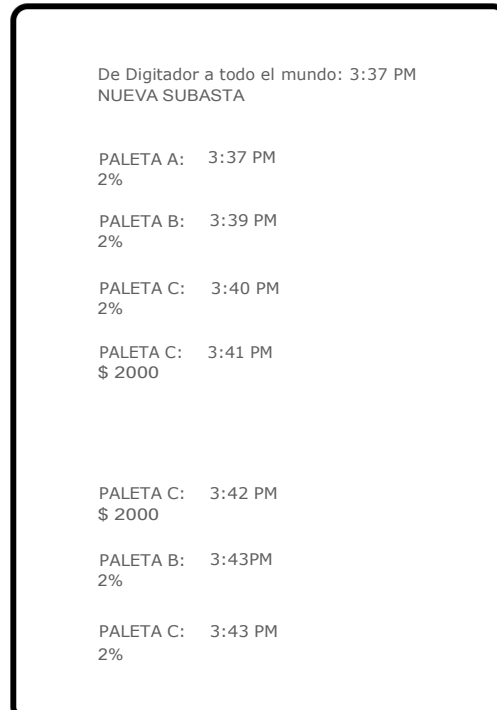 De Digitador a todo el mundo: 3:37 PM
NUEVA SUBASTA
PALETA A: 3:37 PM
2%
PALETA B: 3:39 PM
2%
PALETA C: 3:40 PM
2%
PALETA C: 3:41 PM
$ 2000
PALETA C: 3:42 PM
$ 2000
PALETA B: 3:43PM
2%
PALETA C: 3:43 PM
2%